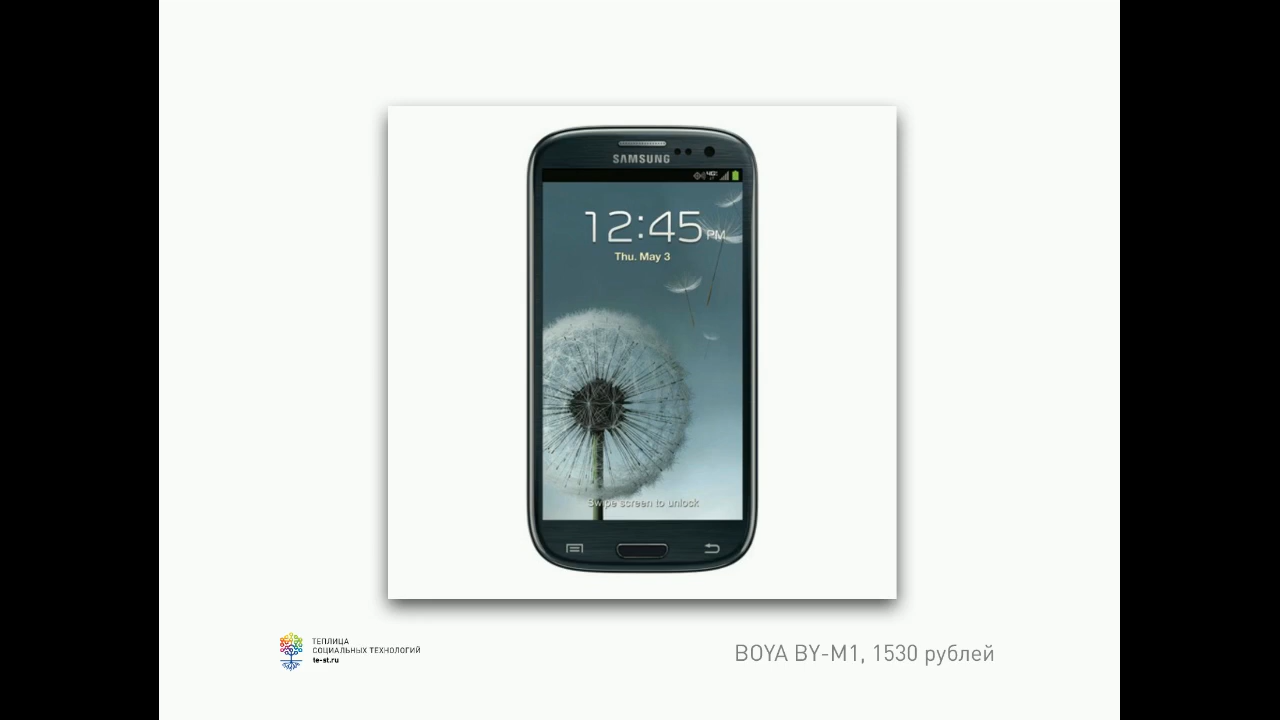 SAMSUNG
12:45 PM
Thu. May 3
Swipe screen to unlock
ТЕПЛИЦА
СОЦИАЛЬНЫХ ТЕХНОЛОГИЙ
te-st.ru
BOYA BY-M1, 1530 рублей